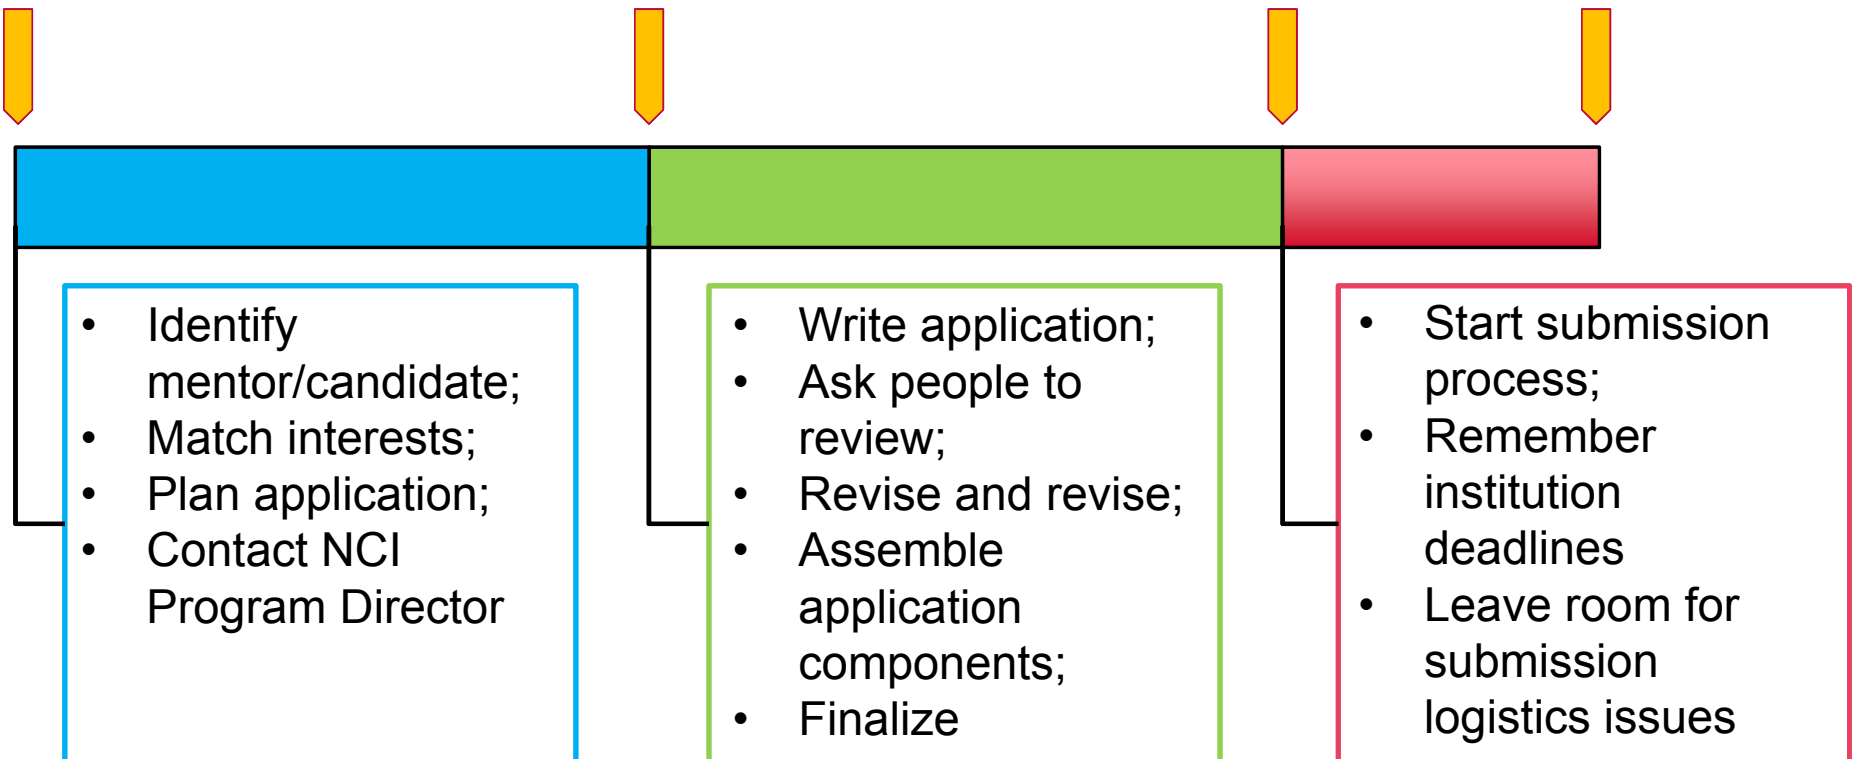 • Identify
mentor/candidate;
• Match interests;
• Plan application;
• Contact NCI
Program Director
• Write application;
• Ask people to
review;
• Revise and revise;
• Assemble
application
components;
• Finalize
• Start submission
process;
• Remember
institution
deadlines
• Leave room for
submission
logistics issues